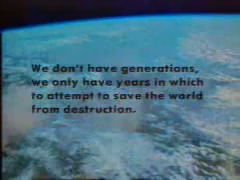 We don't have generations,
we only have years in which
to attempt to save the world
from destruction.